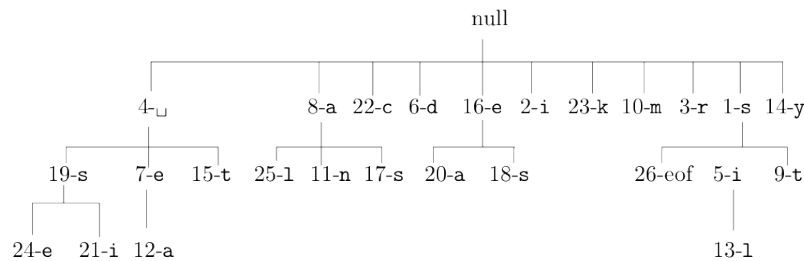 null
4-␣ 8-a 22-c 6-d 16-e 2-i 23-k 10-m 3-r 1-s 14-y
19-s 7-e 15-t 25-l 11-n 17-s 20-a 18-s 26-eof 5-i 9-t
24-e 21-i 12-a 13-l